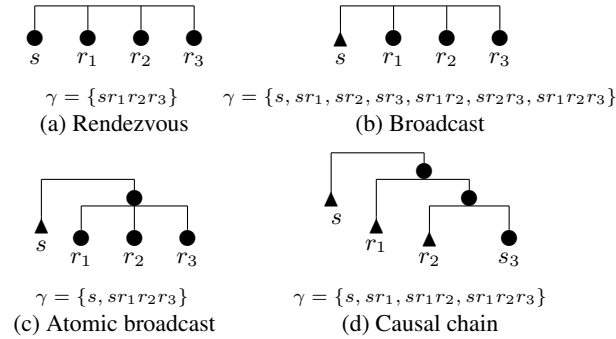 s r₁ r₂ r₃ s r₁ r₂ r₃
γ = {sr₁r₂r₃} γ = {s, sr₁, sr₂, sr₃, sr₁r₂, sr₂r₃, sr₁r₂r₃}
(a) Rendezvous (b) Broadcast
s r₁ r₂ r₃ s r₁ r₂ s₃
γ = {s, sr₁r₂r₃} γ = {s, sr₁, sr₁r₂, sr₁r₂r₃}
(c) Atomic broadcast (d) Causal chain